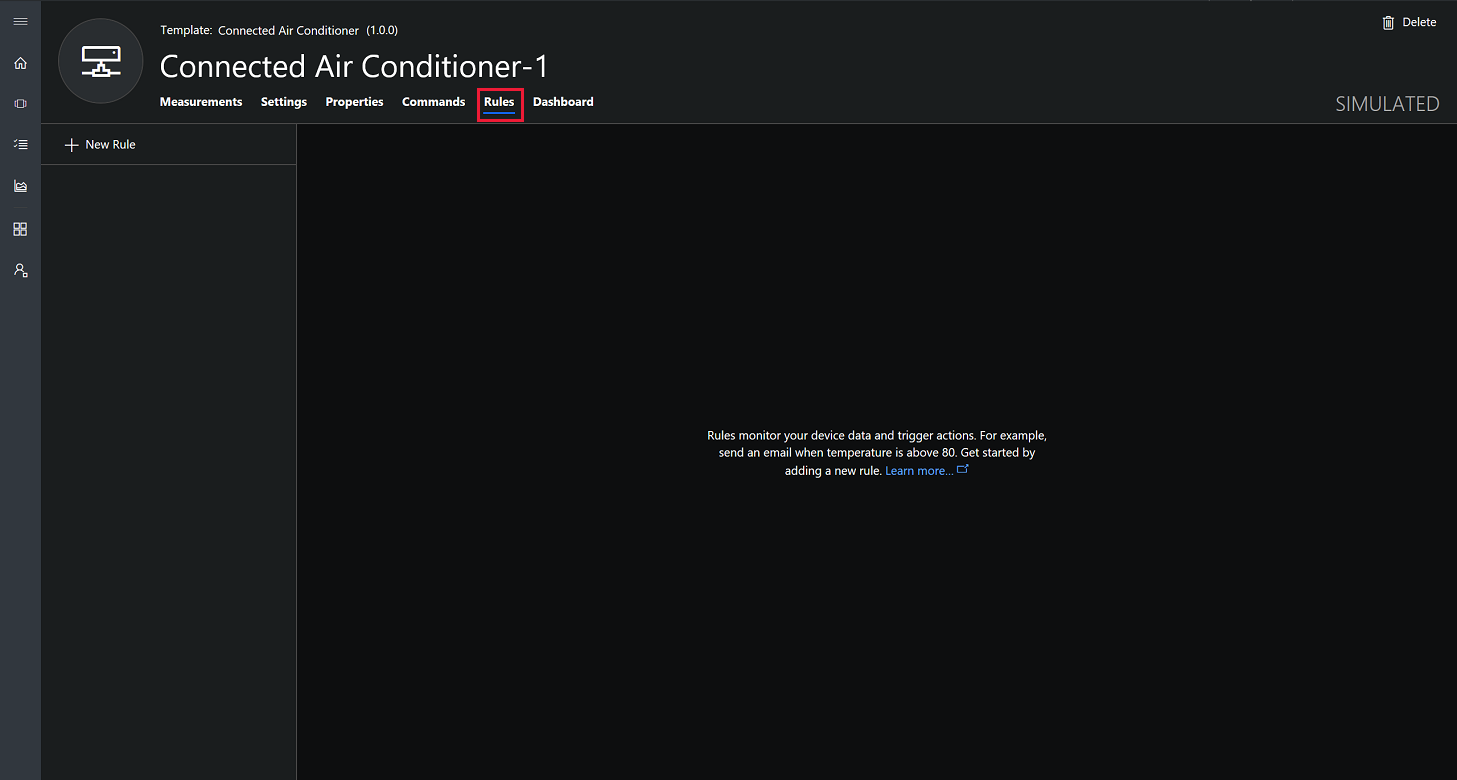 Template: Connected Air Conditioner (1.0.0)
Delete
Connected Air Conditioner-1
Measurements Settings Properties Commands Rules Dashboard
SIMULATED
New Rule
Rules monitor your device data and trigger actions. For example,
send an email when temperature is above 80. Get started by
adding a new rule. Learn more...